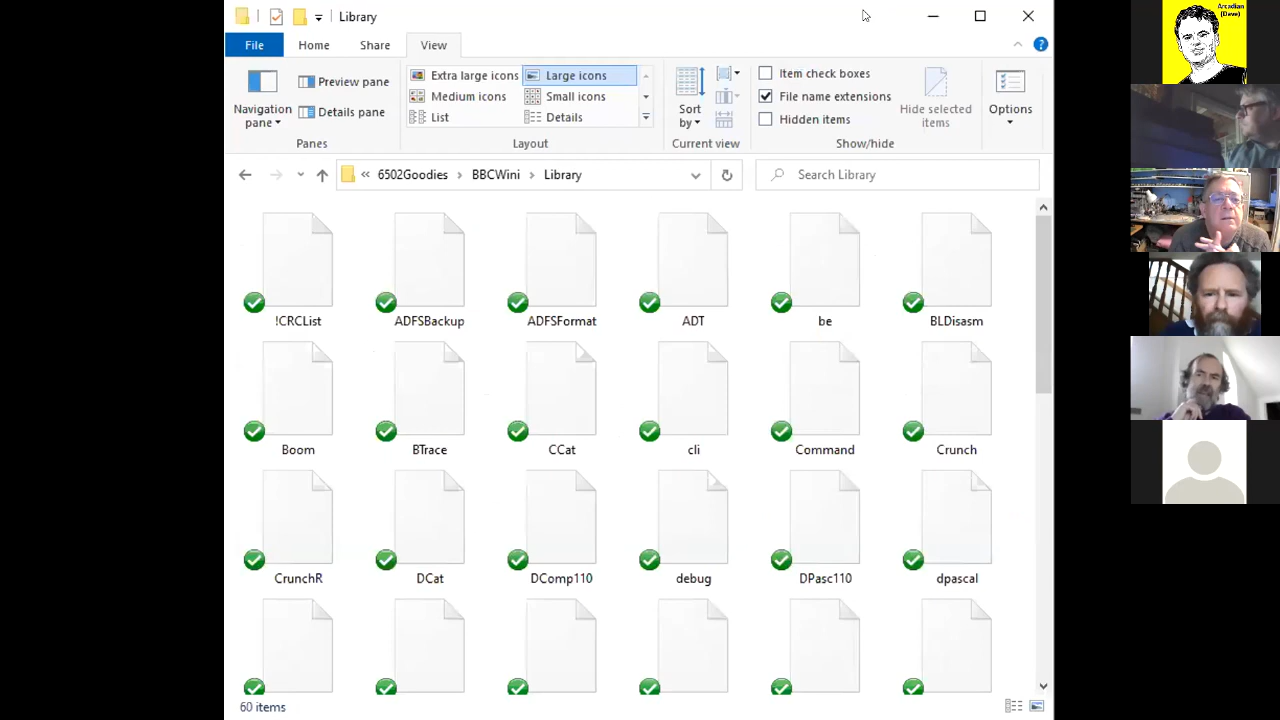 Library
File
Home
Share
View
Navigation pane
Preview pane
Details pane
Panes
Extra large icons
Large icons
Medium icons
Small icons
List
Details
Layout
Sort by
Current view
Item check boxes
File name extensions
Hidden items
Hide selected items
Show/hide
Options
« 6502Goodies > BBCWini > Library
Search Library
!CRCList
ADFSBackup
ADFSFormat
ADT
be
BLDisasm
Boom
BTrace
CCat
cli
Command
Crunch
CrunchR
DCat
DComp110
debug
DPasc110
dpascal
60 items
Arcadian
(Dave)